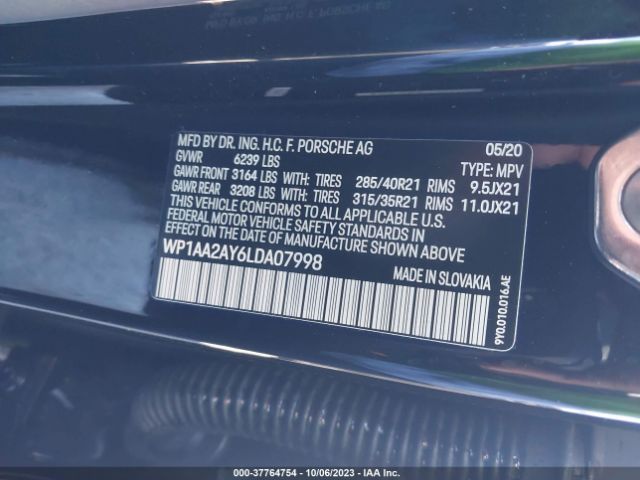 MFD BY DR. ING. H.C. F. PORSCHE AG 05/20
GVWR 6239 LBS TYPE: MPV
GAWR FRONT 3164 LBS WITH: TIRES 285/40R21 RIMS 9.5JX21
GAWR REAR 3208 LBS WITH: TIRES 315/35R21 RIMS 11.0JX21
THIS VEHICLE CONFORMS TO ALL APPLICABLE U.S.
FEDERAL MOTOR VEHICLE SAFETY STANDARDS IN
EFFECT ON THE DATE OF MANUFACTURE SHOWN ABOVE
WP1AA2AY6LDA07998
MADE IN SLOVAKIA
9Y0.010.016.AE
000-37764754 | 10/06/2023 | IAA Inc.